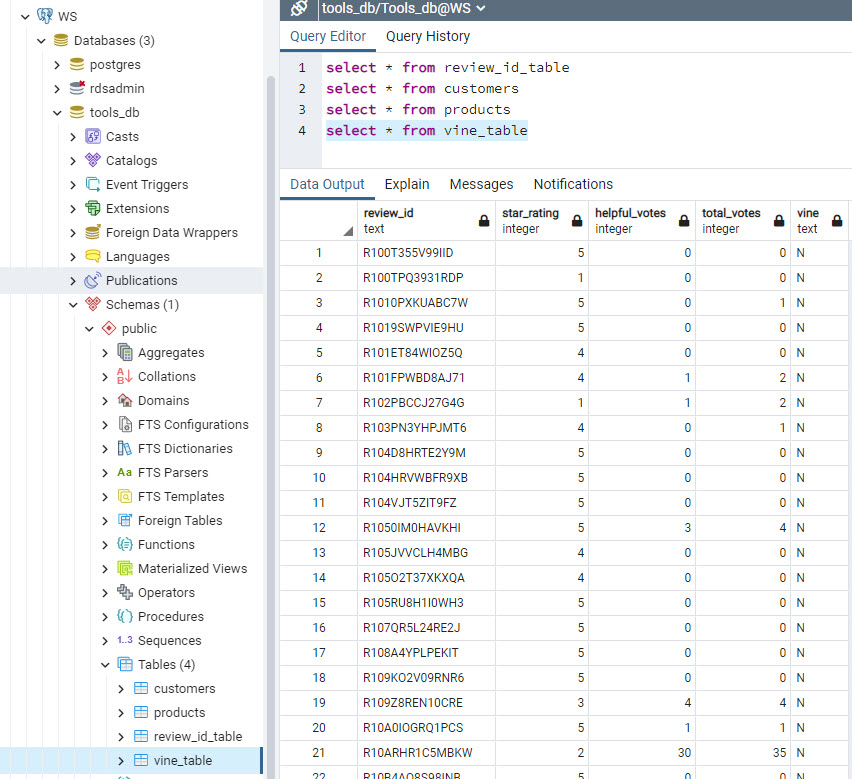 WS
Databases (3)
postgres
rdsadmin
tools_db
Casts
Catalogs
Event Triggers
Extensions
Foreign Data Wrappers
Languages
Publications
Schemas (1)
public
Aggregates
Collations
Domains
FTS Configurations
FTS Dictionaries
Aa FTS Parsers
FTS Templates
Foreign Tables
Functions
Materialized Views
Operators
Procedures
1..3 Sequences
Tables (4)
customers
products
review_id_table
vine_table
tools_db/Tools_db@WS
Query Editor Query History
1 select * from review_id_table
2 select * from customers
3 select * from products
4 select * from vine_table
Data Output Explain Messages Notifications
review_id star_rating helpful_votes total_votes vine
text integer integer integer text
1 R100T355V99IID 5 0 0 N
2 R100TPQ3931RDP 1 0 0 N
3 R1010PXKUABC7W 5 0 1 N
4 R1019SWPVIE9HU 5 0 0 N
5 R101ET84WIOZ5Q 4 0 0 N
6 R101FPWBD8AJ71 4 1 2 N
7 R102PBCCJ27G4G 1 1 2 N
8 R103PN3YHPJMT6 4 0 1 N
9 R104D8HRTE2Y9M 5 0 0 N
10 R104HRVWBFR9XB 5 0 0 N
11 R104VJT5ZIT9FZ 5 0 0 N
12 R1050IM0HAVKHI 5 3 4 N
13 R105JVVCLH4MBG 4 0 0 N
14 R105O2T37XKXQA 4 0 0 N
15 R105RU8H1I0WH3 5 0 0 N
16 R107QR5L24RE2J 5 0 0 N
17 R108A4YPLPEKIT 5 0 0 N
18 R109KO2V09RNR6 5 0 0 N
19 R109Z8REN10CRE 3 4 4 N
20 R10A0IOGRQ1PCS 5 1 1 N
21 R10ARHR1C5MBKW 2 30 35 N
22 R10B4AO8S98INB 5 0 0 N